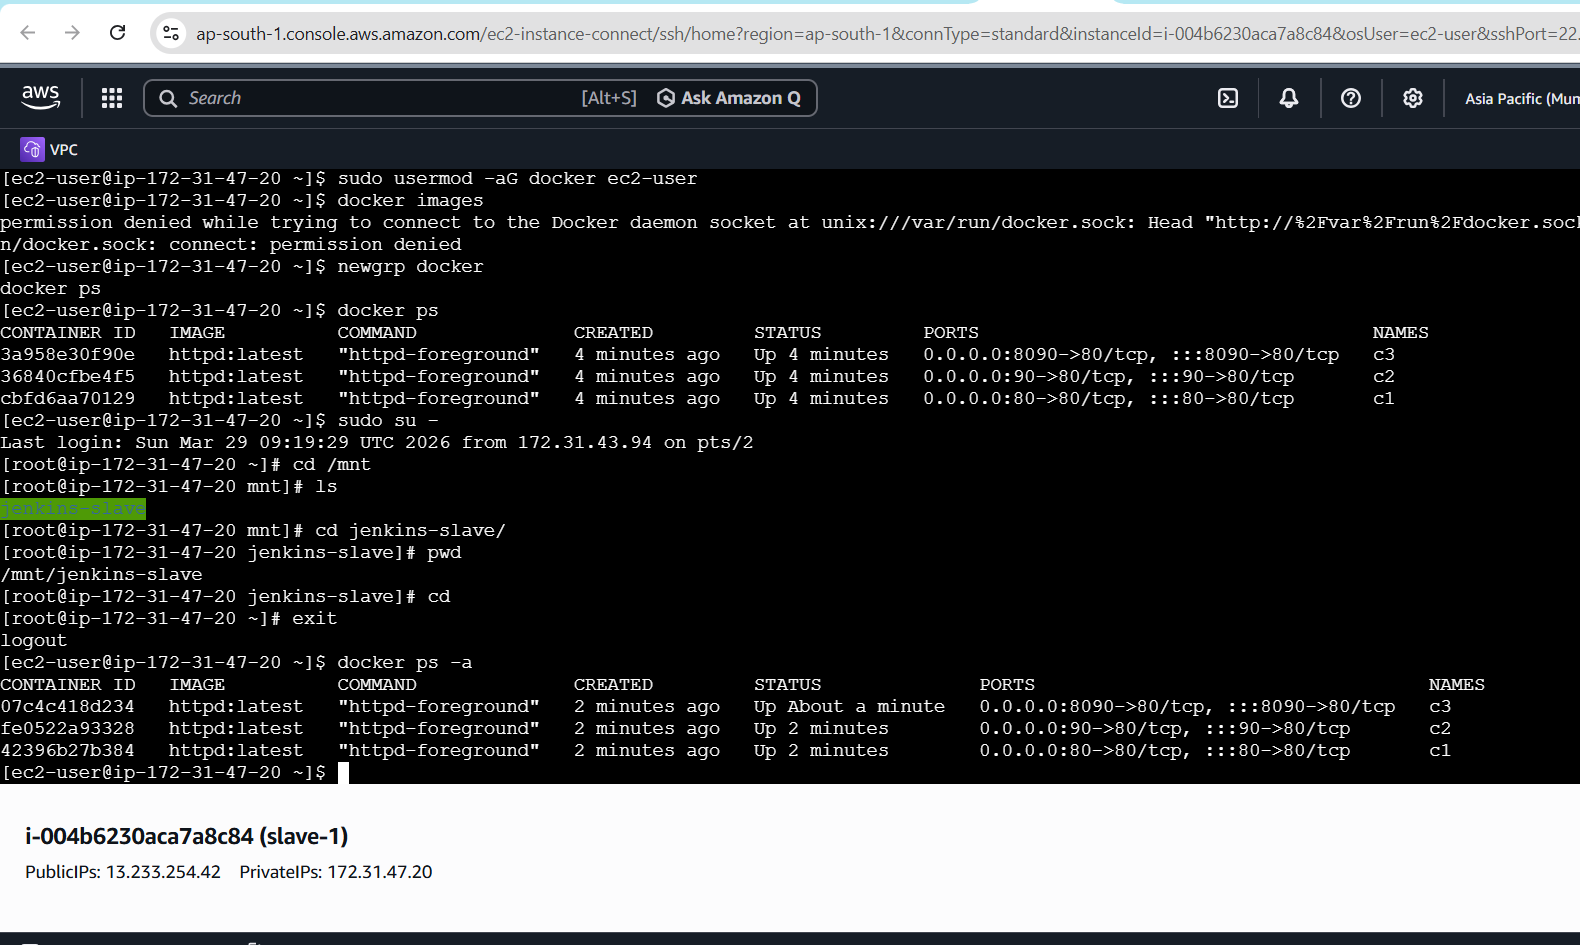 ap-south-1.console.aws.amazon.com/ec2-instance-connect/ssh/home?region=ap-south-1&connType=standard&instanceId=i-004b6230aca7a8c84&osUser=ec2-user&sshPort=22.
aws Search [Alt+S] Ask Amazon Q Asia Pacific (Mun
VPC
[ec2-user@ip-172-31-47-20 ~]$ sudo usermod -aG docker ec2-user
[ec2-user@ip-172-31-47-20 ~]$ docker images
permission denied while trying to connect to the Docker daemon socket at unix:///var/run/docker.sock: Head "http://%2Fvar%2Frun%2Fdocker.sock
n/docker.sock: connect: permission denied
[ec2-user@ip-172-31-47-20 ~]$ newgrp docker
docker ps
[ec2-user@ip-172-31-47-20 ~]$ docker ps
CONTAINER ID   IMAGE          COMMAND              CREATED         STATUS         PORTS                                   NAMES
3a958e30f90e   httpd:latest   "httpd-foreground"   4 minutes ago   Up 4 minutes   0.0.0.0:8090->80/tcp, :::8090->80/tcp   c3
36840cfbe4f5   httpd:latest   "httpd-foreground"   4 minutes ago   Up 4 minutes   0.0.0.0:90->80/tcp, :::90->80/tcp       c2
cbfd6aa70129   httpd:latest   "httpd-foreground"   4 minutes ago   Up 4 minutes   0.0.0.0:80->80/tcp, :::80->80/tcp       c1
[ec2-user@ip-172-31-47-20 ~]$ sudo su -
Last login: Sun Mar 29 09:19:29 UTC 2026 from 172.31.43.94 on pts/2
[root@ip-172-31-47-20 ~]# cd /mnt
[root@ip-172-31-47-20 mnt]# ls
jenkins-slave
[root@ip-172-31-47-20 mnt]# cd jenkins-slave/
[root@ip-172-31-47-20 jenkins-slave]# pwd
/mnt/jenkins-slave
[root@ip-172-31-47-20 jenkins-slave]# cd
[root@ip-172-31-47-20 ~]# exit
logout
[ec2-user@ip-172-31-47-20 ~]$ docker ps -a
CONTAINER ID   IMAGE          COMMAND              CREATED         STATUS              PORTS                                   NAMES
07c4c418d234   httpd:latest   "httpd-foreground"   2 minutes ago   Up About a minute   0.0.0.0:8090->80/tcp, :::8090->80/tcp   c3
fe0522a93328   httpd:latest   "httpd-foreground"   2 minutes ago   Up 2 minutes        0.0.0.0:90->80/tcp, :::90->80/tcp       c2
42396b27b384   httpd:latest   "httpd-foreground"   2 minutes ago   Up 2 minutes        0.0.0.0:80->80/tcp, :::80->80/tcp       c1
[ec2-user@ip-172-31-47-20 ~]$
i-004b6230aca7a8c84 (slave-1)
PublicIPs: 13.233.254.42 PrivateIPs: 172.31.47.20